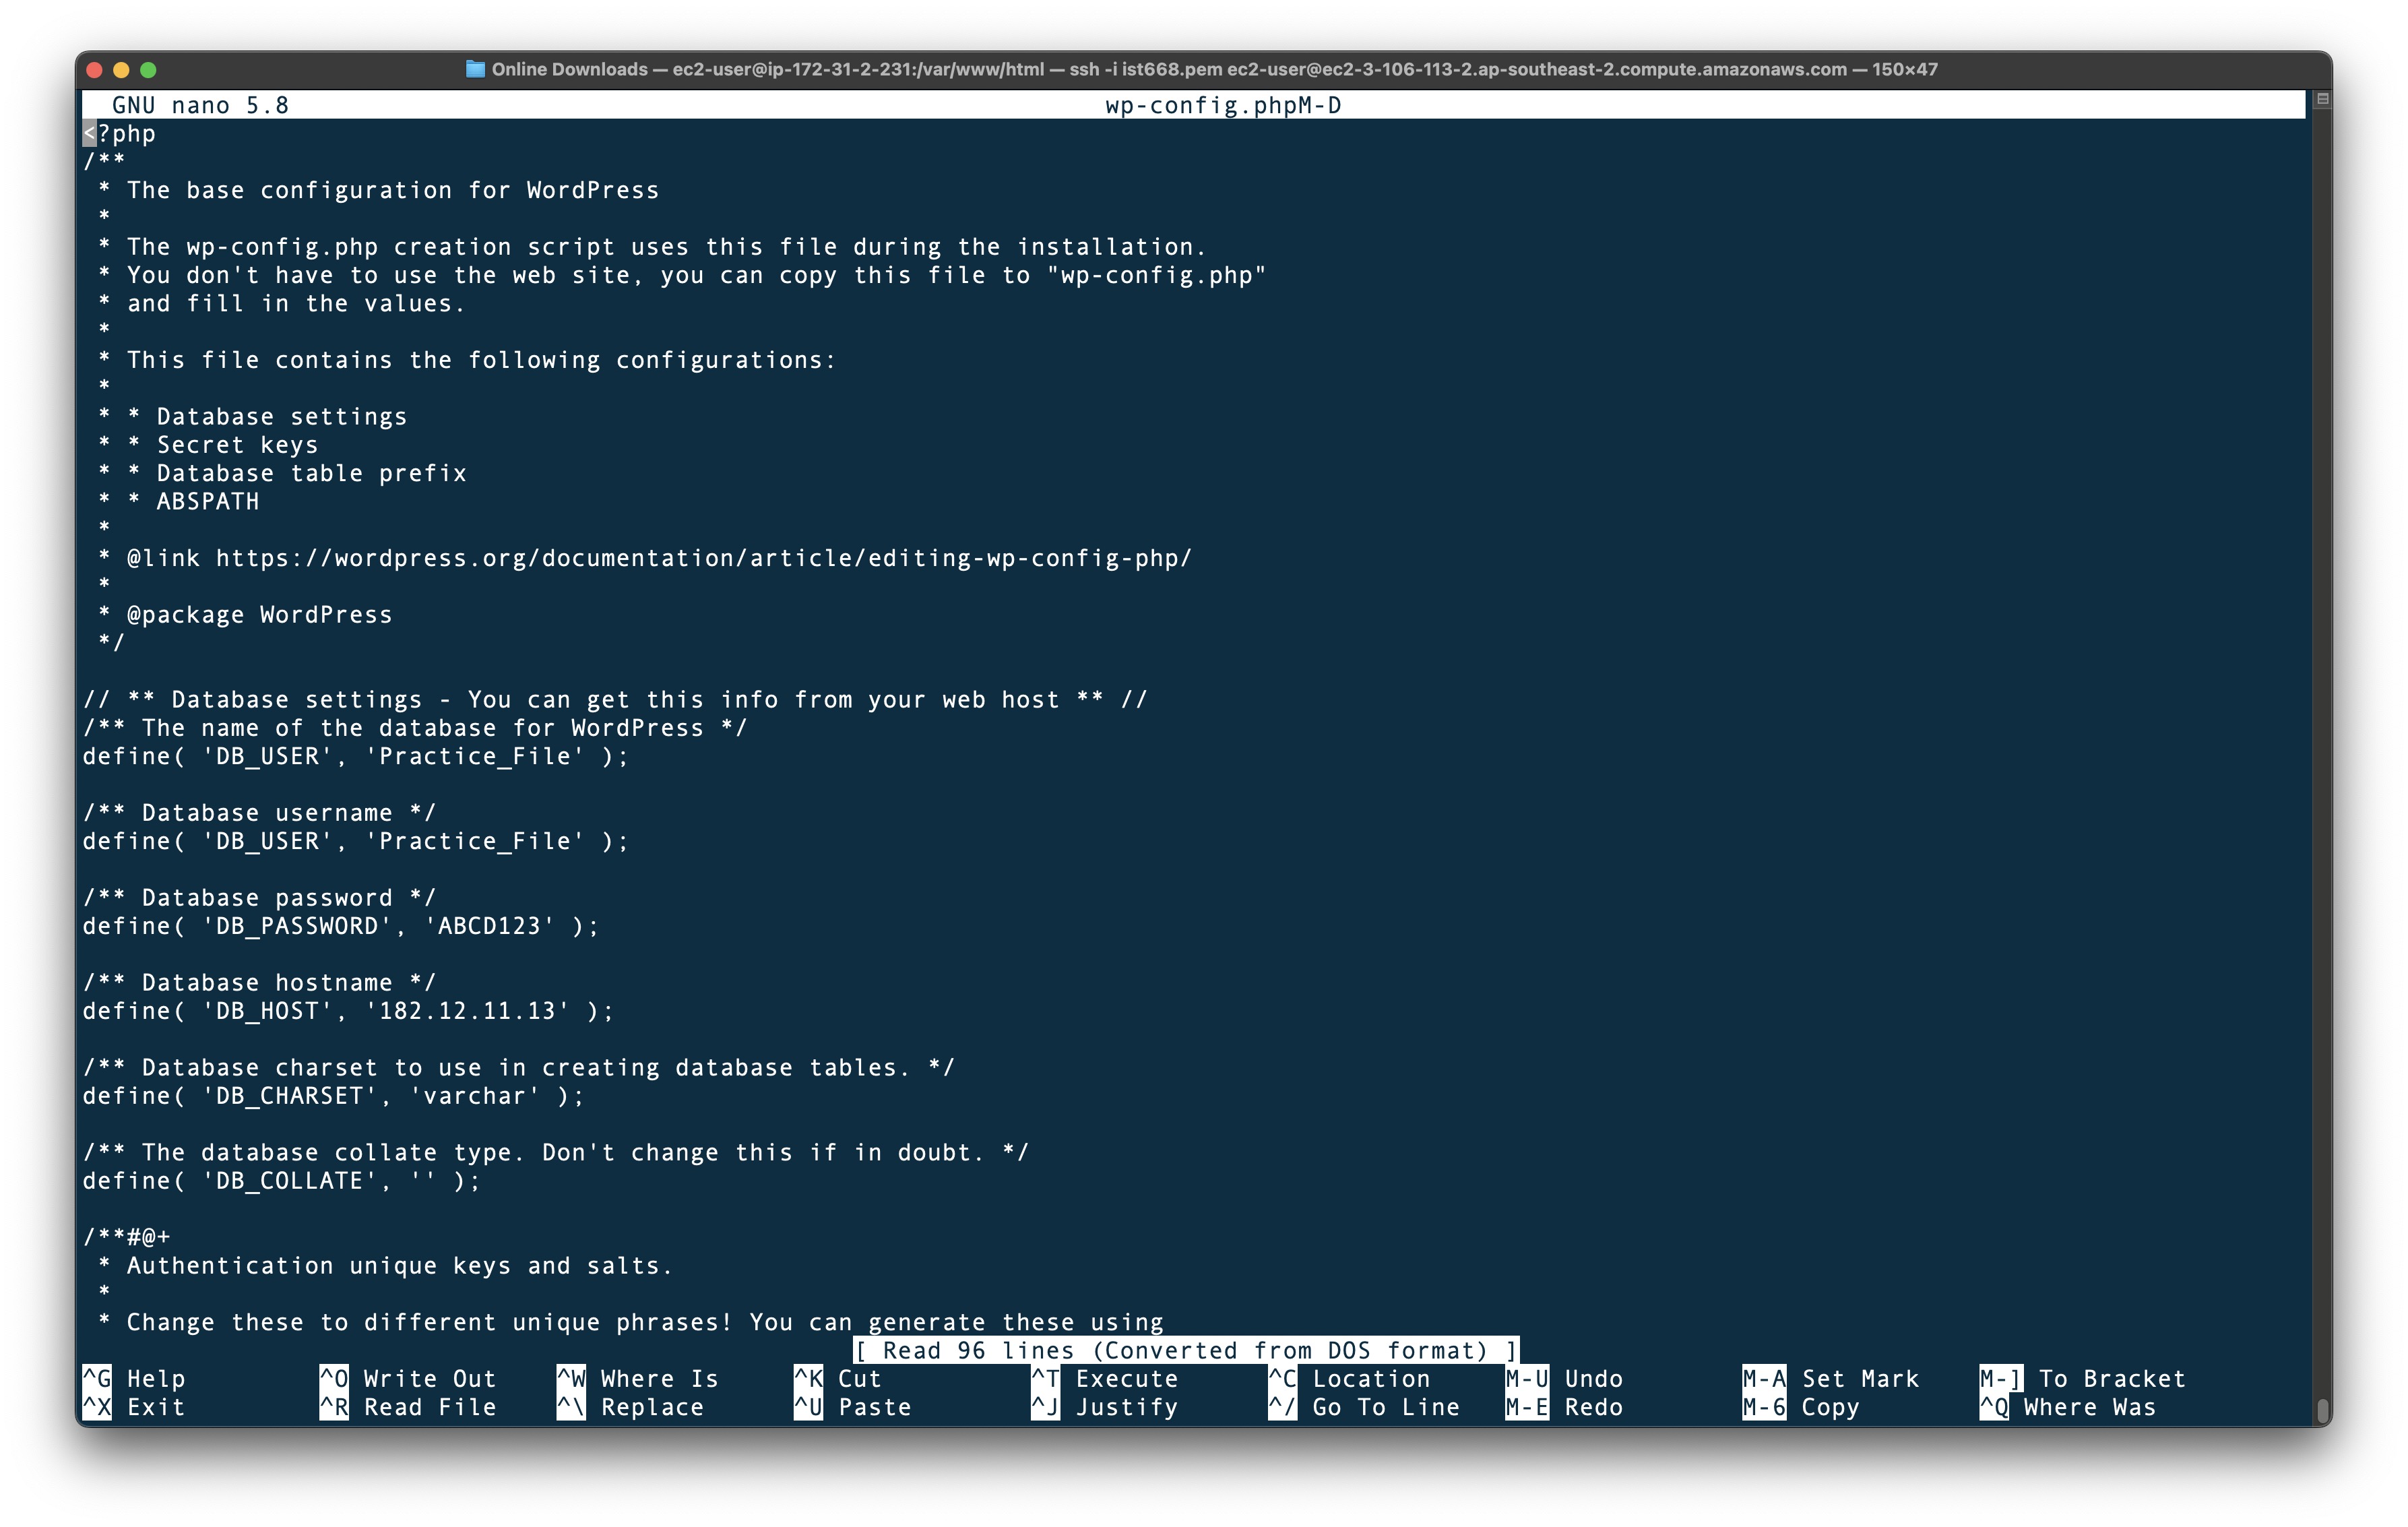 Online Downloads — ec2-user@ip-172-31-2-231:/var/www/html — ssh -i ist668.pem ec2-user@ec2-3-106-113-2.ap-southeast-2.compute.amazonaws.com — 150×47
GNU nano 5.8 wp-config.phpM-D
<?php
/**
 * The base configuration for WordPress
 *
 * The wp-config.php creation script uses this file during the installation.
 * You don't have to use the web site, you can copy this file to "wp-config.php"
 * and fill in the values.
 *
 * This file contains the following configurations:
 *
 * * Database settings
 * * Secret keys
 * * Database table prefix
 * * ABSPATH
 *
 * @link https://wordpress.org/documentation/article/editing-wp-config-php/
 *
 * @package WordPress
 */

// ** Database settings - You can get this info from your web host ** //
/** The name of the database for WordPress */
define( 'DB_USER', 'Practice_File' );

/** Database username */
define( 'DB_USER', 'Practice_File' );

/** Database password */
define( 'DB_PASSWORD', 'ABCD123' );

/** Database hostname */
define( 'DB_HOST', '182.12.11.13' );

/** Database charset to use in creating database tables. */
define( 'DB_CHARSET', 'varchar' );

/** The database collate type. Don't change this if in doubt. */
define( 'DB_COLLATE', '' );

/**#@+
 * Authentication unique keys and salts.
 *
 * Change these to different unique phrases! You can generate these using
[ Read 96 lines (Converted from DOS format) ]
^G Help ^O Write Out ^W Where Is ^K Cut ^T Execute ^C Location M-U Undo M-A Set Mark M-] To Bracket
^X Exit ^R Read File ^\ Replace ^U Paste ^J Justify ^/ Go To Line M-E Redo M-6 Copy ^Q Where Was